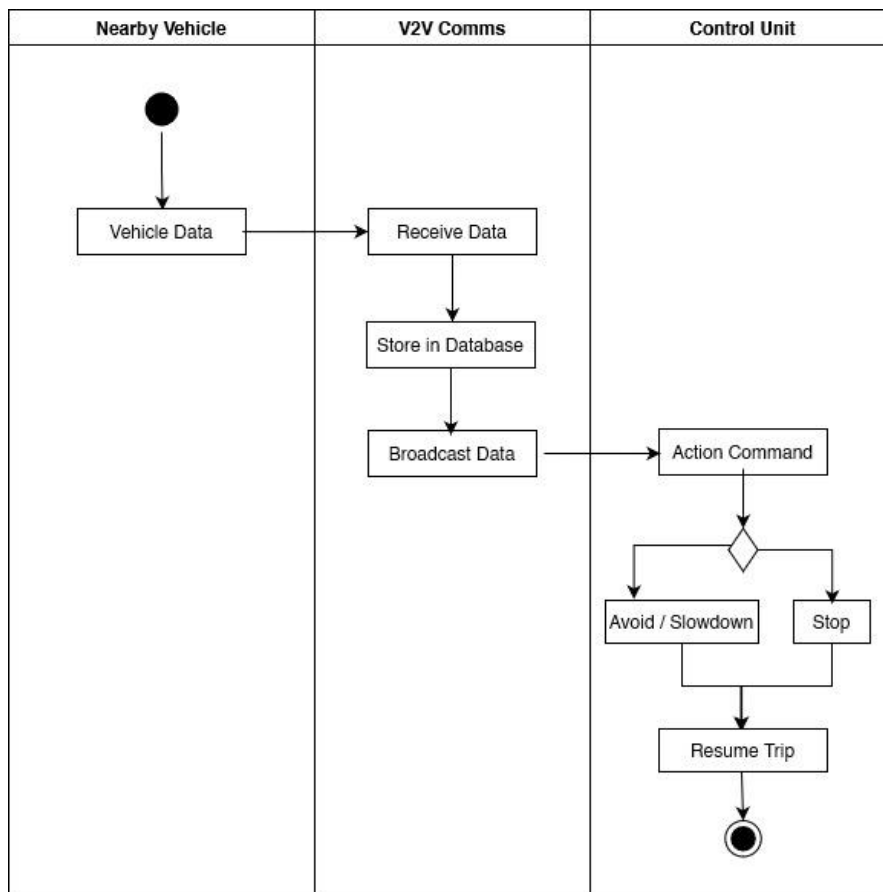 Nearby Vehicle
V2V Comms
Control Unit
Vehicle Data
Receive Data
Store in Database
Broadcast Data
Action Command
Avoid / Slowdown
Stop
Resume Trip